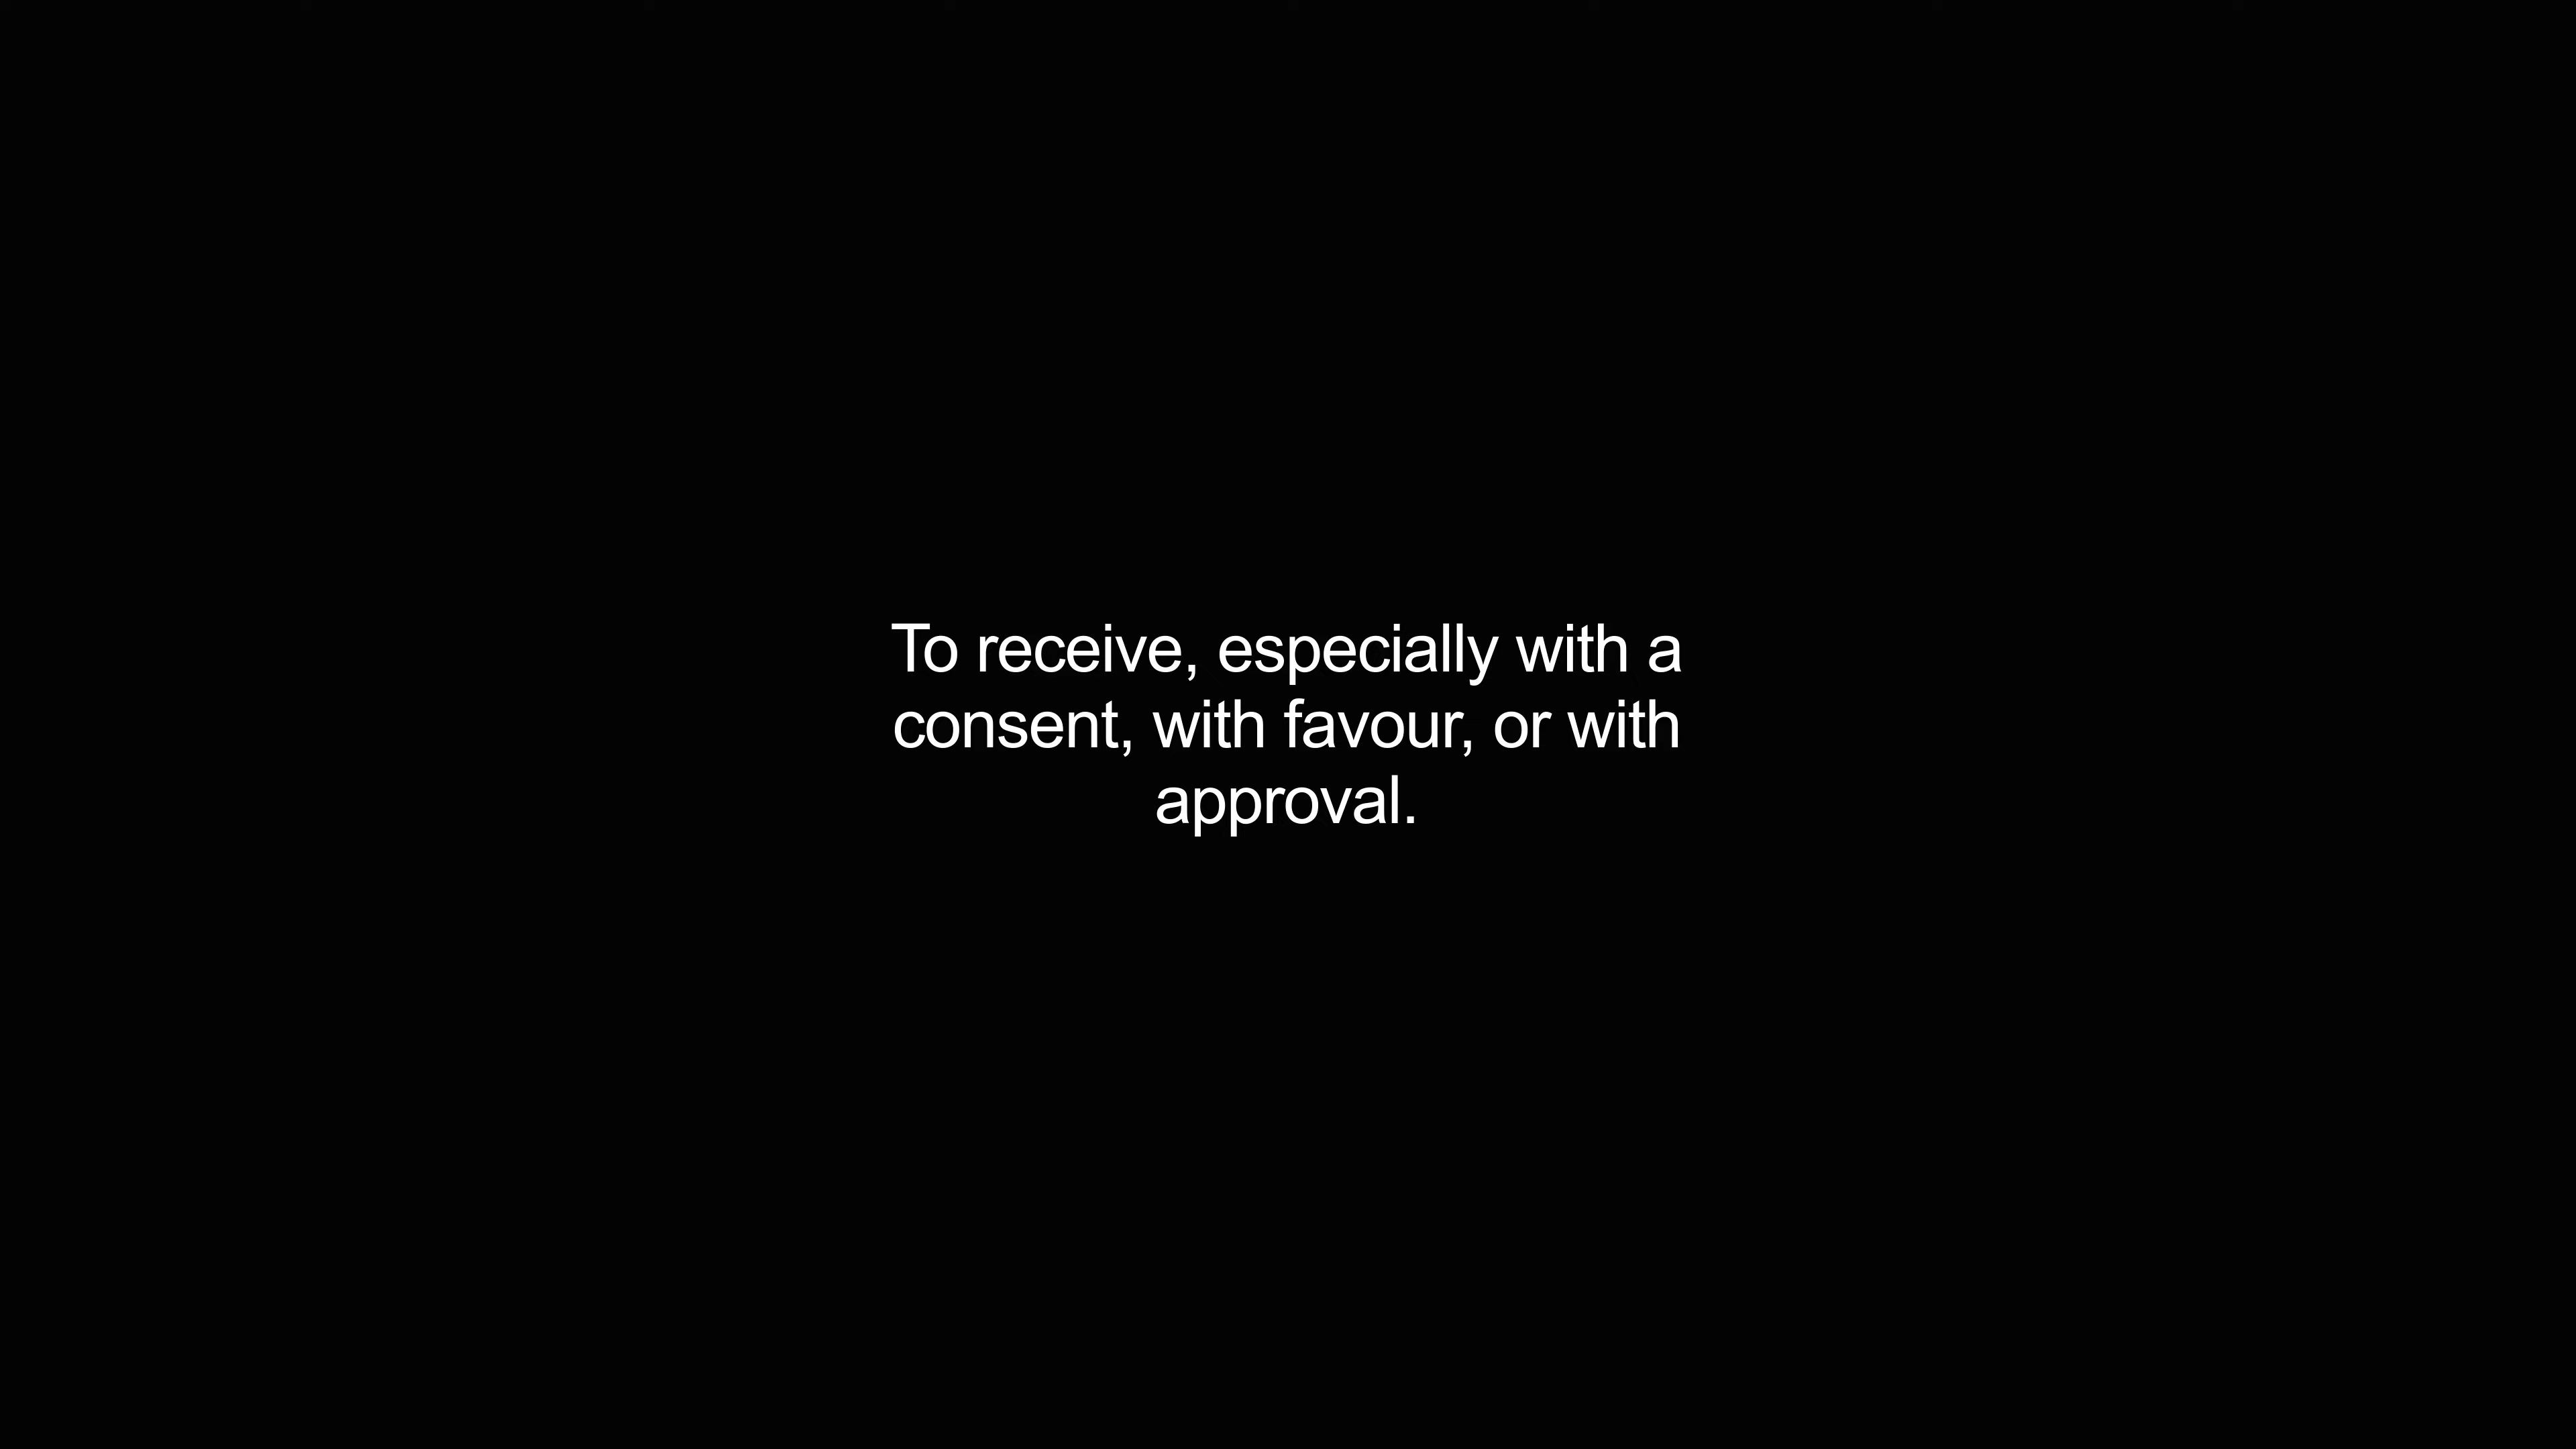 To receive, especially with a
consent, with favour, or with
approval.